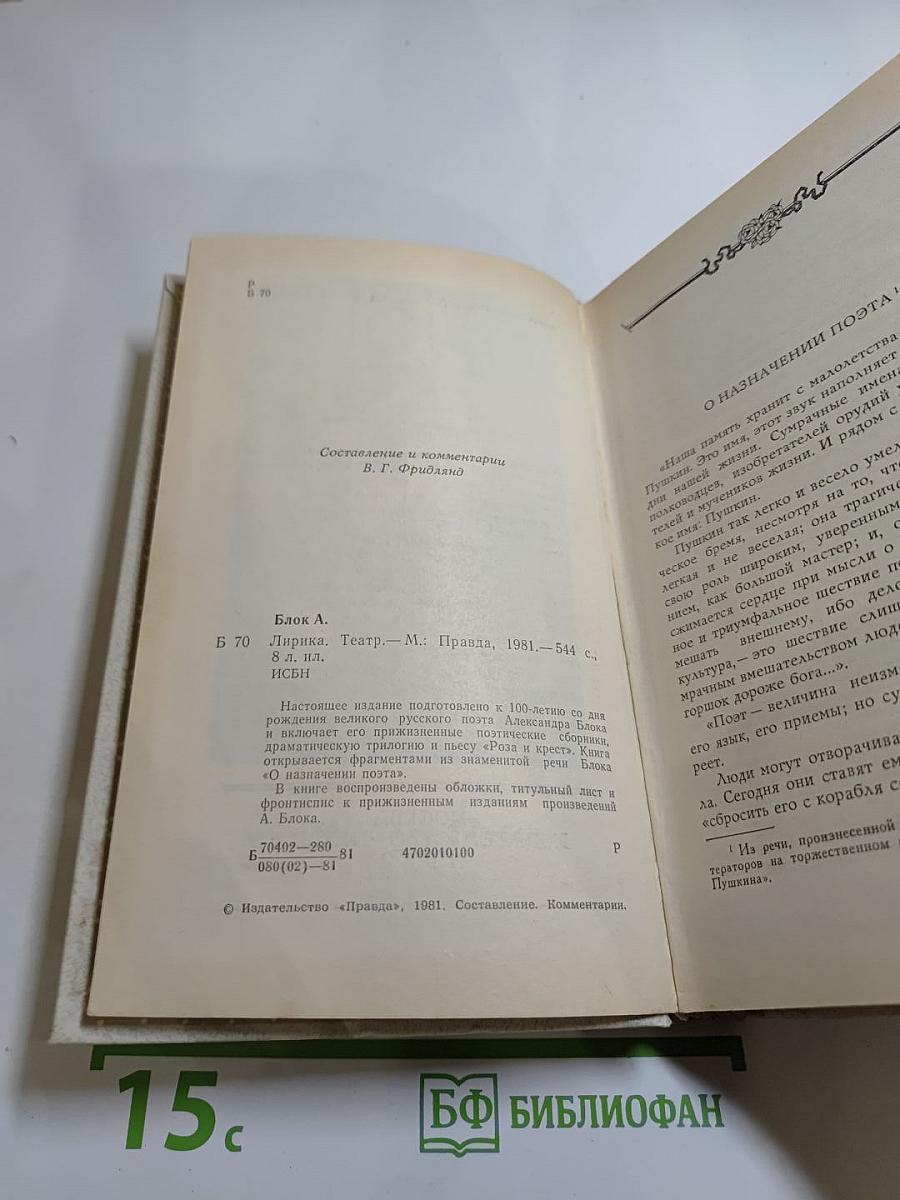 Р
Б 70
Составление и комментарии
В. Г. Фридлянд
Блок А.
Б 70 Лирика. Театр.— М.: Правда, 1981.—544 с.,
8 л. ил.
ИСБН
Настоящее издание подготовлено к 100-летию со дня
рождения великого русского поэта Александра Блока
и включает его прижизненные поэтические сборники,
драматическую трилогию и пьесу «Роза и крест». Книга
открывается фрагментами из знаменитой речи Блока
«О назначении поэта».
В книге воспроизведены обложки, титульный лист и
фронтиспис к прижизненным изданиям произведений
А. Блока.
Б 70402—280
080(02)—81 81 4702010100 Р
© Издательство «Правда», 1981. Составление. Комментарии.
О НАЗНАЧЕНИИ ПОЭТА ¹
«Наша память хранит с малолетства
Пушкин. Это имя, этот звук наполняет
дни нашей жизни. Сумрачные имена
полководцев, изобретателей орудий
телей и мучеников жизни. И рядом с
кое имя: Пушкин.
Пушкин так легко и весело умел
ческое бремя, несмотря на то, что
легкая и не веселая; она трагическ
свою роль широким, уверенным
нием, как большой мастер; и,
сжимается сердце при мысли о
ное и триумфальное шествие
мешать внешнему, ибо дело
культура,— это шествие слиш
мрачным вмешательством люде
горшок дороже бога...».
«Поэт — величина неизм
его язык, его приемы; но су
реет.
Люди могут отворачива
ла. Сегодня они ставят ем
«сбросить его с корабля со
¹ Из речи, произнесенной
тераторов на торжественном
Пушкина».
15 с
БФ БИБЛИОФАН